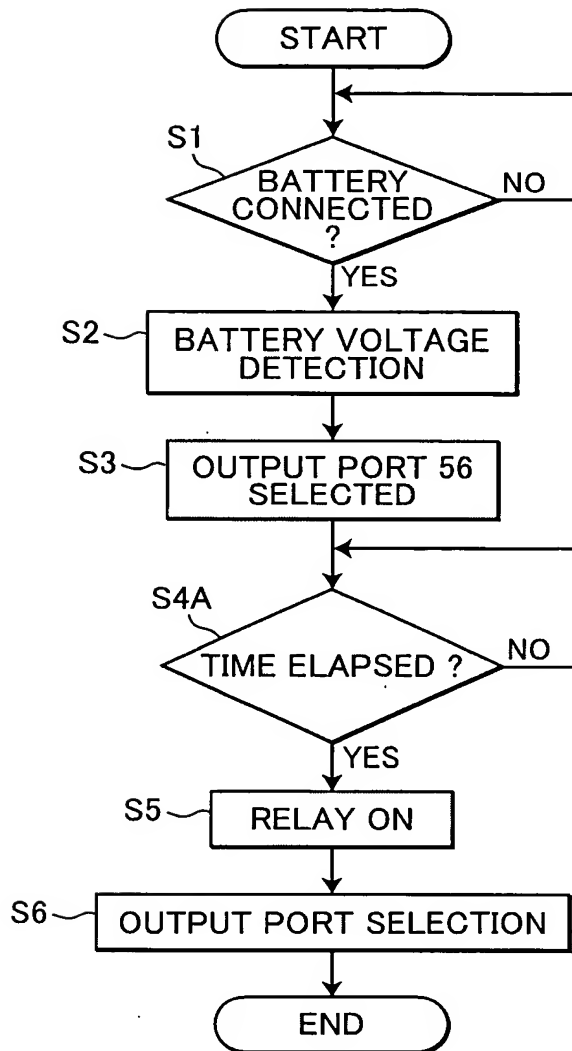 START
S1
BATTERY
CONNECTED
?
NO
YES
S2
BATTERY VOLTAGE
DETECTION
S3
OUTPUT PORT 56
SELECTED
S4A
TIME ELAPSED ?
NO
YES
S5
RELAY ON
S6
OUTPUT PORT SELECTION
END